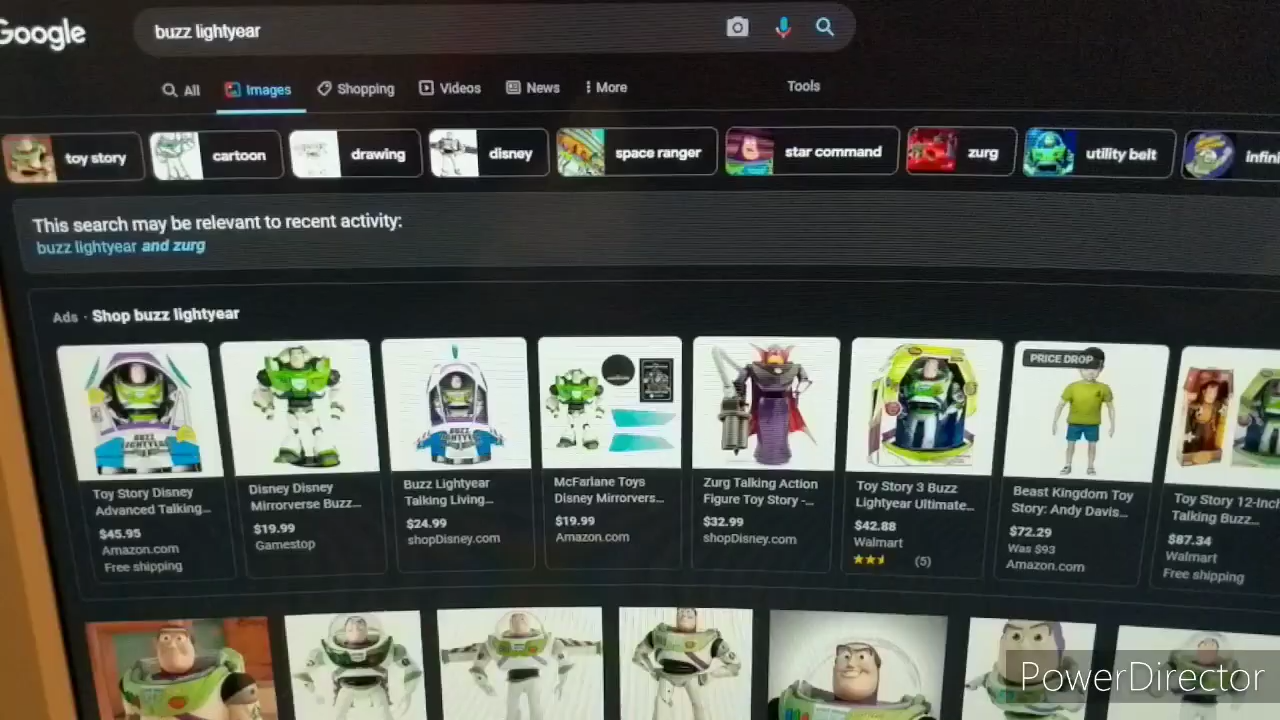 Google
buzz lightyear
All
Images
Shopping
Videos
News
More
Tools
toy story
cartoon
drawing
disney
space ranger
star command
zurg
utility belt
infini
This search may be relevant to recent activity:
buzz lightyear and zurg
Ads · Shop buzz lightyear
Toy Story Disney
Advanced Talking...
$45.95
Amazon.com
Free shipping
Disney Disney
Mirrorverse Buzz...
$19.99
Gamestop
BUZZ
LIGHTYEAR
Buzz Lightyear
Talking Living...
$24.99
shopDisney.com
McFarlane Toys
Disney Mirrorvers...
$19.99
Amazon.com
Zurg Talking Action
Figure Toy Story -...
$32.99
shopDisney.com
Toy Story 3 Buzz
Lightyear Ultimate...
$42.88
Walmart
(5)
PRICE DROP
Beast Kingdom Toy
Story: Andy Davis...
$72.29
Was $93
Amazon.com
Toy Story 12-Inch
Talking Buzz...
$87.34
Walmart
Free shipping
PowerDirector